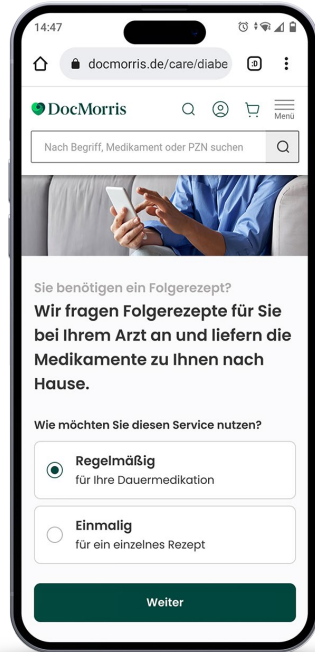 14:47
docmorris.de/care/diabe
:D
DocMorris
Menü
Nach Begriff, Medikament oder PZN suchen
Sie benötigen ein Folgerezept?
Wir fragen Folgerezepte für Sie
bei Ihrem Arzt an und liefern die
Medikamente zu Ihnen nach
Hause.
Wie möchten Sie diesen Service nutzen?
Regelmäßig
für Ihre Dauermedikation
Einmalig
für ein einzelnes Rezept
Weiter